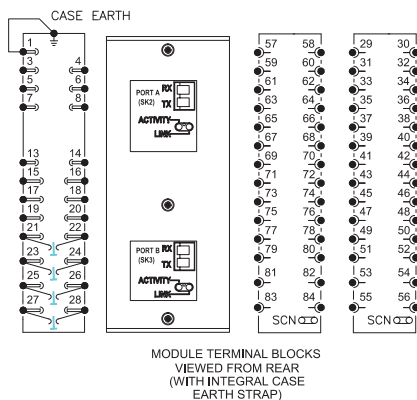 CASE EARTH
1
3 4
5 6
7 8
13 14
15 16
17 18
19 20
21 22
23 24
25 26
27 28
PORT A
(SK2)
RX
TX
ACTIVITY
LINK
PORT B
(SK3)
RX
TX
ACTIVITY
LINK
57 58
59 60
61 62
63 64
65 66
67 68
69 70
71 72
73 74
75 76
77 78
79 80
81 82
83 84
SCN
29 30
31 32
33 34
35 36
37 38
39 40
41 42
43 44
45 46
47 48
49 50
51 52
53 54
55 56
SCN
MODULE TERMINAL BLOCKS
VIEWED FROM REAR
(WITH INTEGRAL CASE
EARTH STRAP)